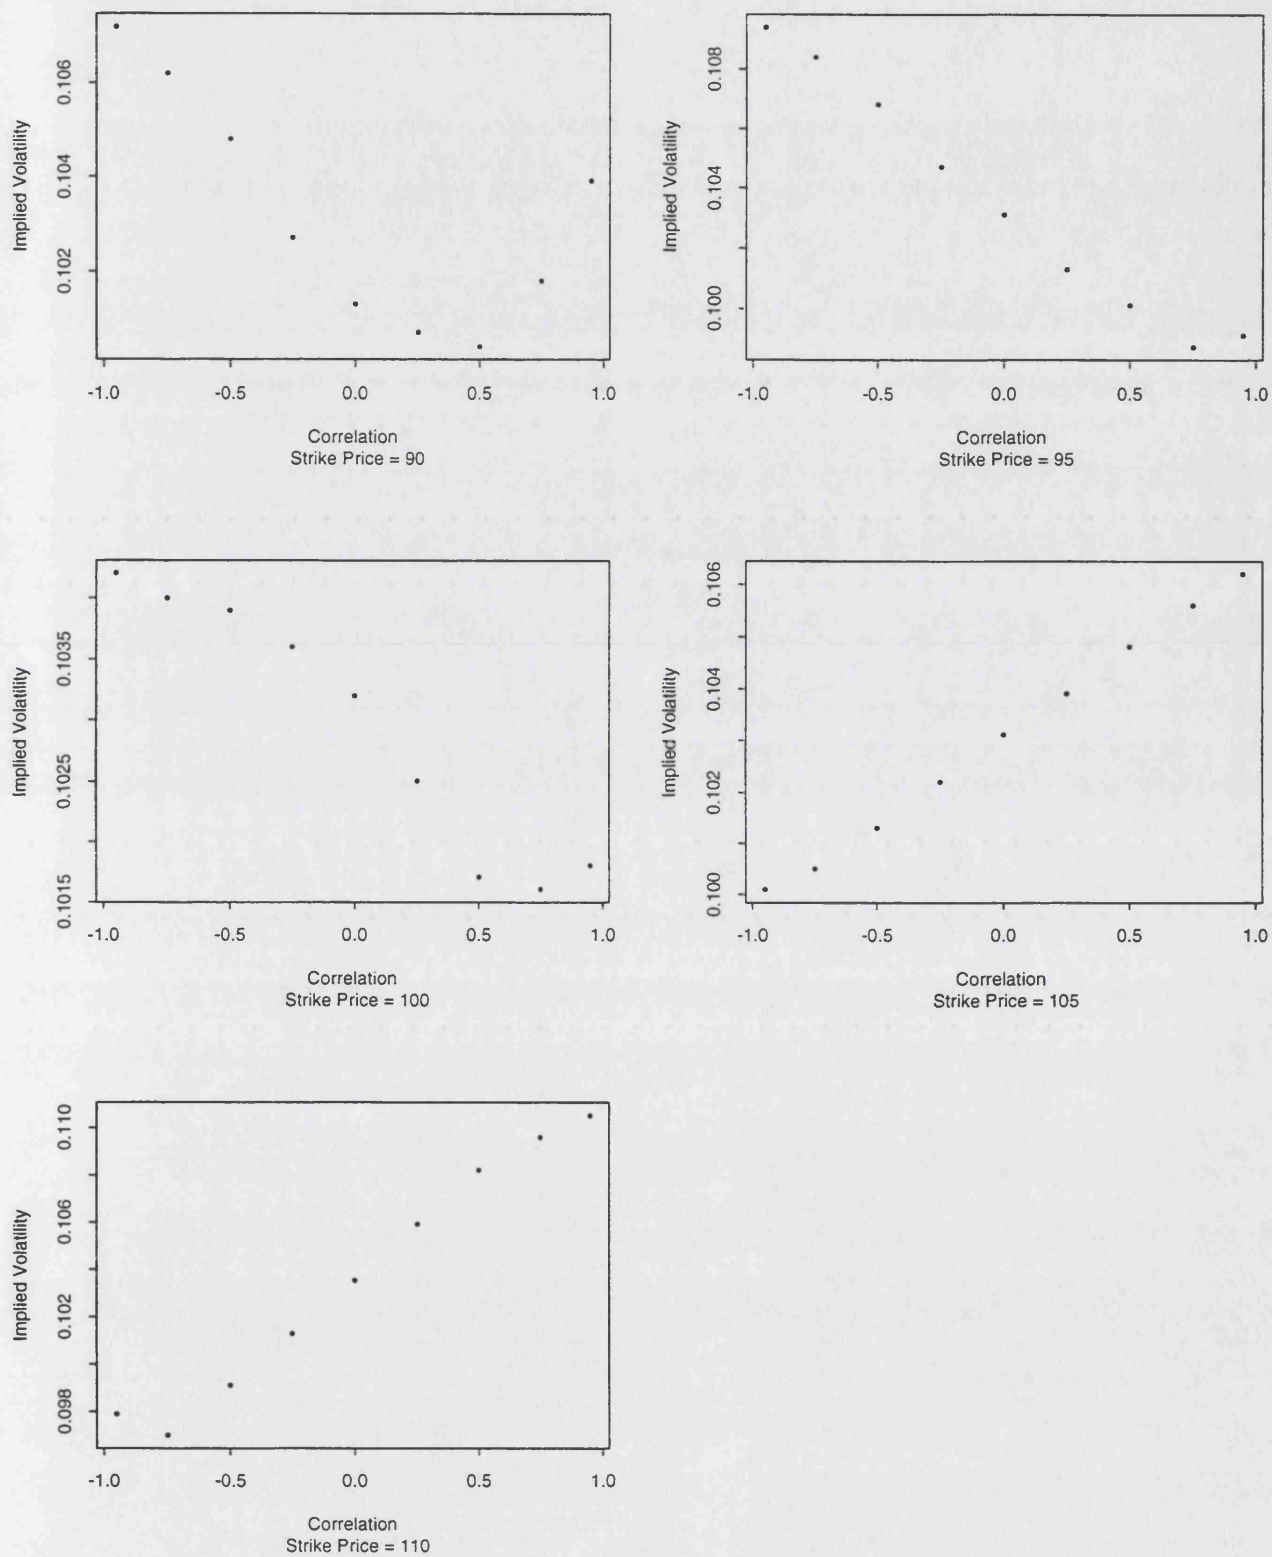 Implied Volatility
0.106
0.104
0.102
-1.0 -0.5 0.0 0.5 1.0
Correlation
Strike Price = 90
Implied Volatility
0.108
0.104
0.100
-1.0 -0.5 0.0 0.5 1.0
Correlation
Strike Price = 95
Implied Volatility
0.1035
0.1025
0.1015
-1.0 -0.5 0.0 0.5 1.0
Correlation
Strike Price = 100
Implied Volatility
0.106
0.104
0.102
0.100
-1.0 -0.5 0.0 0.5 1.0
Correlation
Strike Price = 105
Implied Volatility
0.110
0.106
0.102
0.098
-1.0 -0.5 0.0 0.5 1.0
Correlation
Strike Price = 110